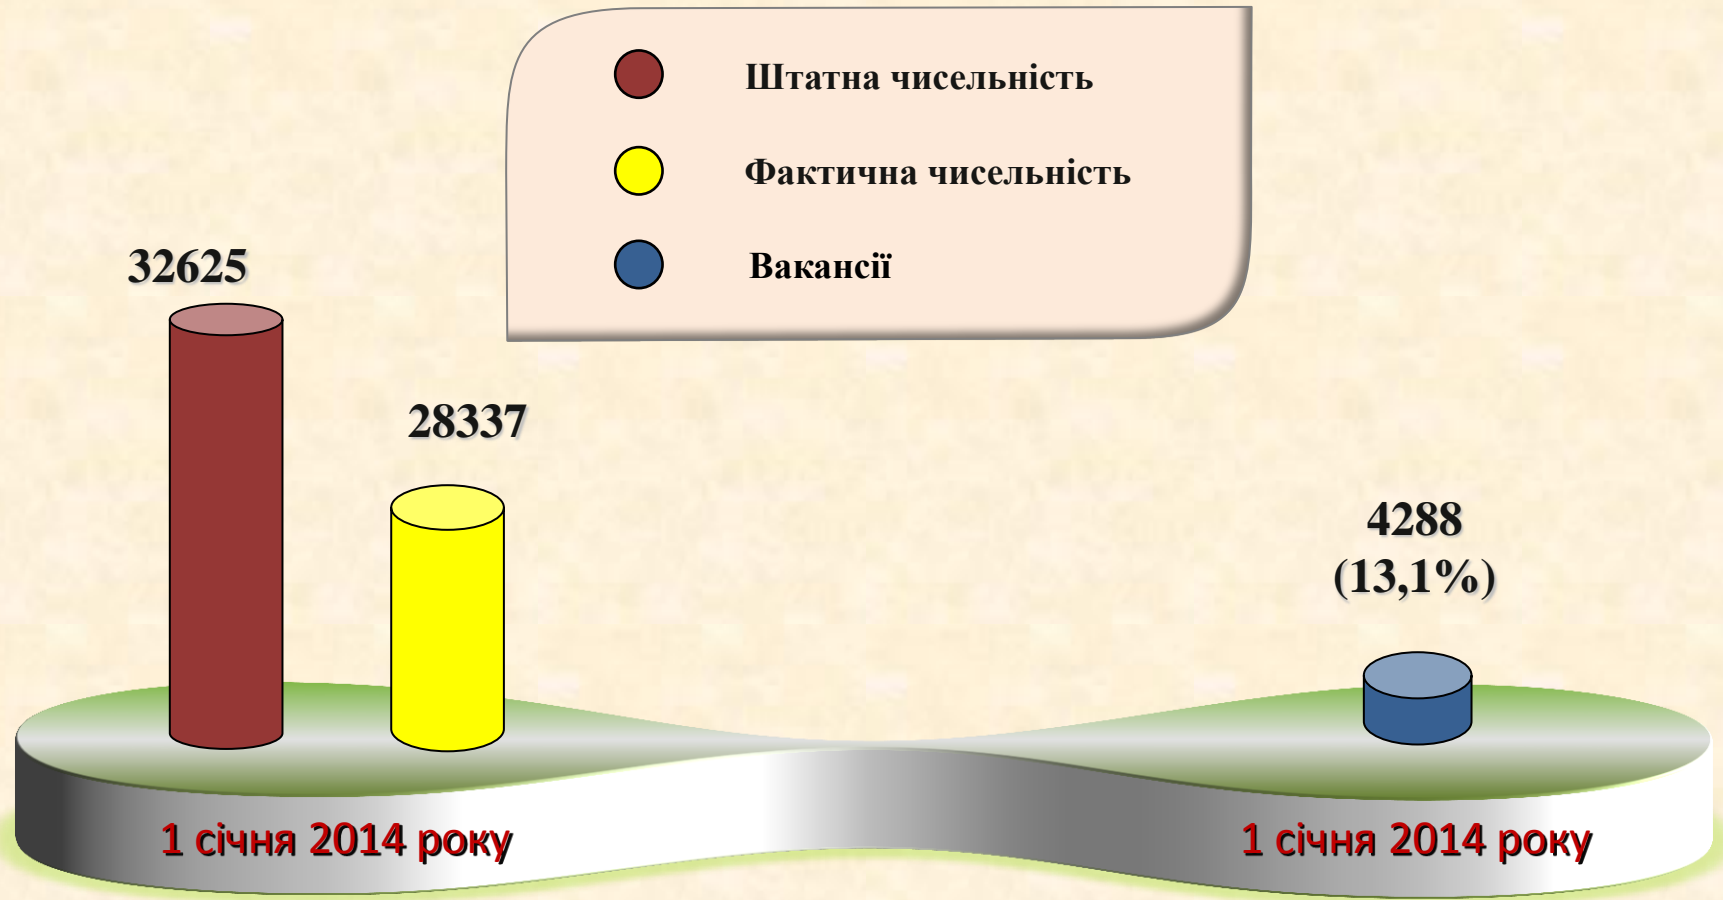 Штатна чисельність
Фактична чисельність
Вакансії
32625
28337
4288
(13,1%)
1 січня 2014 року
1 січня 2014 року